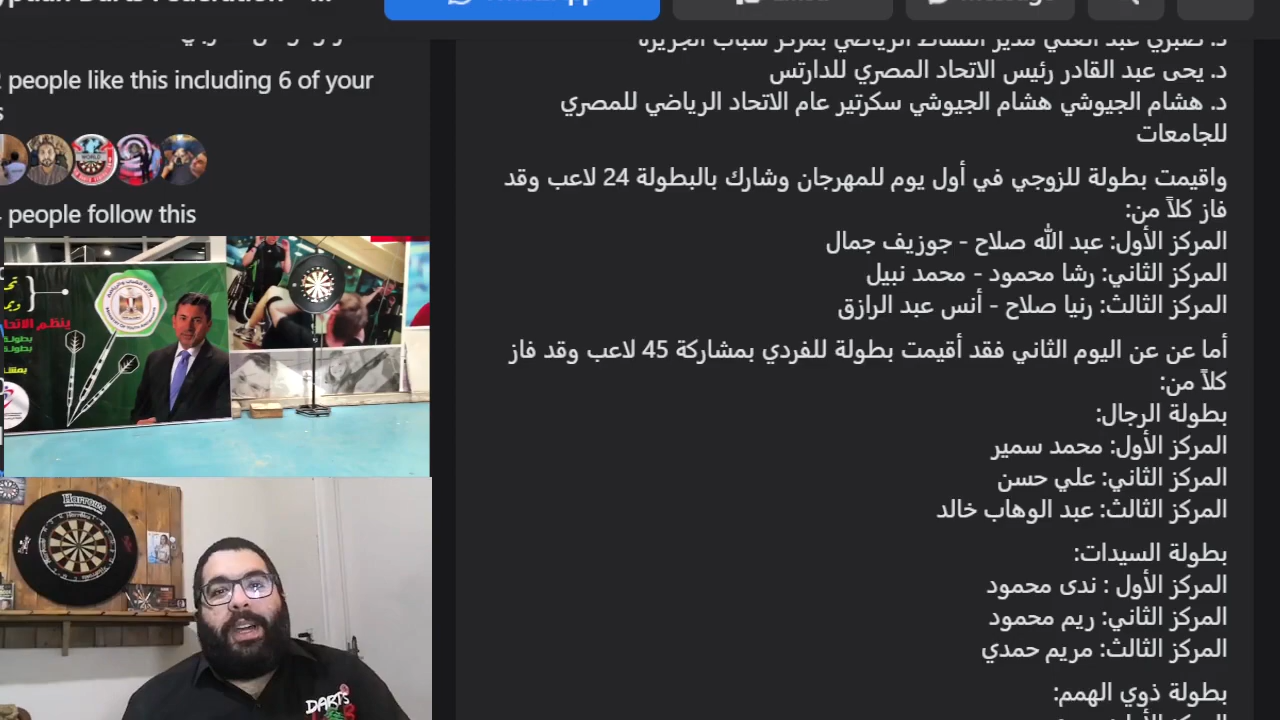 people like this including 6 of your
people follow this
د. يحى عبد القادر رئيس الاتحاد المصري للدارتس
د. هشام الجيوشي هشام الجيوشي سكرتير عام الاتحاد الرياضي للمصري
للجامعات
واقيمت بطولة للزوجي في أول يوم للمهرجان وشارك بالبطولة 24 لاعب وقد
فاز كلاً من:
المركز الأول: عبد الله صلاح - جوزيف جمال
المركز الثاني: رشا محمود - محمد نبيل
المركز الثالث: رنيا صلاح - أنس عبد الرازق
أما عن عن اليوم الثاني فقد أقيمت بطولة للفردي بمشاركة 45 لاعب وقد فاز
كلاً من:
بطولة الرجال:
المركز الأول: محمد سمير
المركز الثاني: علي حسن
المركز الثالث: عبد الوهاب خالد
بطولة السيدات:
المركز الأول : ندى محمود
المركز الثاني: ريم محمود
المركز الثالث: مريم حمدي
بطولة ذوي الهمم:
Harrows
DARTS